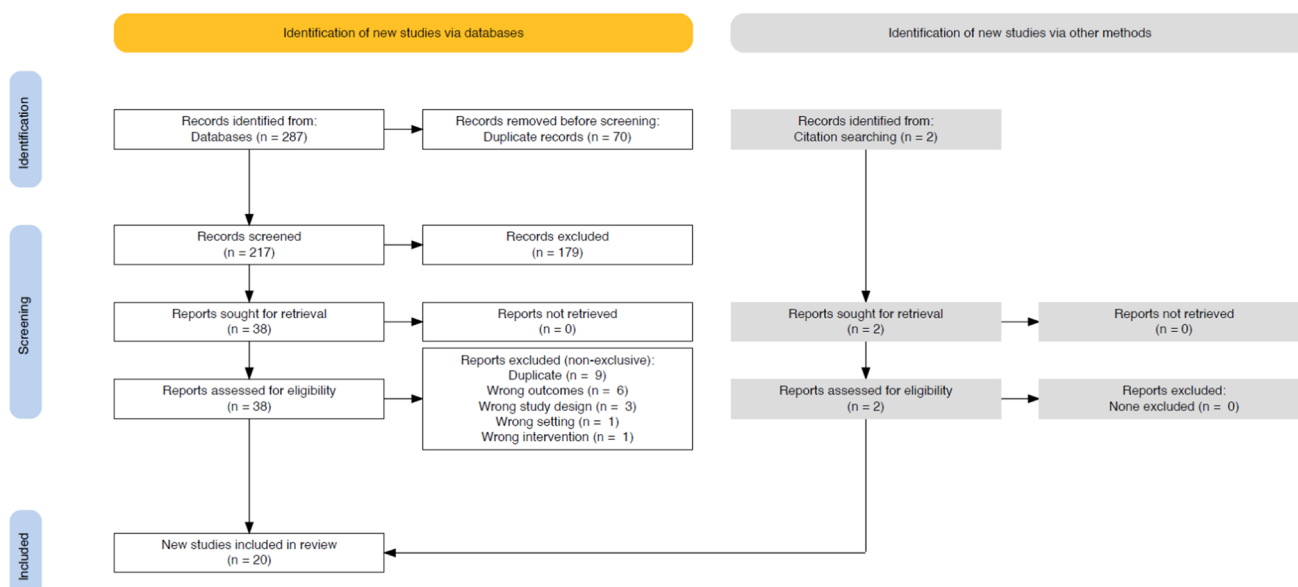 Identification of new studies via databases
Identification of new studies via other methods
Identification
Records identified from:
Databases (n = 287)
Records removed before screening:
Duplicate records (n = 70)
Records identified from:
Citation searching (n = 2)
Screening
Records screened
(n = 217)
Records excluded
(n = 179)
Reports sought for retrieval
(n = 38)
Reports not retrieved
(n = 0)
Reports sought for retrieval
(n = 2)
Reports not retrieved
(n = 0)
Reports assessed for eligibility
(n = 38)
Reports excluded (non-exclusive):
Duplicate (n = 9)
Wrong outcomes (n = 6)
Wrong study design (n = 3)
Wrong setting (n = 1)
Wrong intervention (n = 1)
Reports assessed for eligibility
(n = 2)
Reports excluded:
None excluded (n = 0)
Included
New studies included in review
(n = 20)